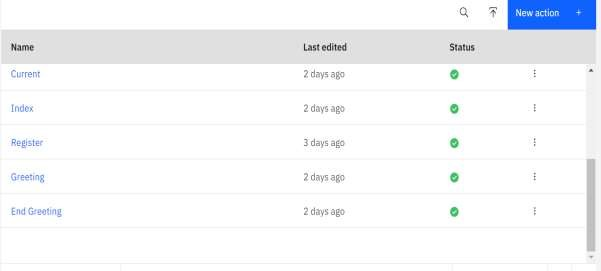 New action +
Name Last edited Status
Current 2 days ago
Index 2 days ago
Register 3 days ago
Greeting 2 days ago
End Greeting 2 days ago